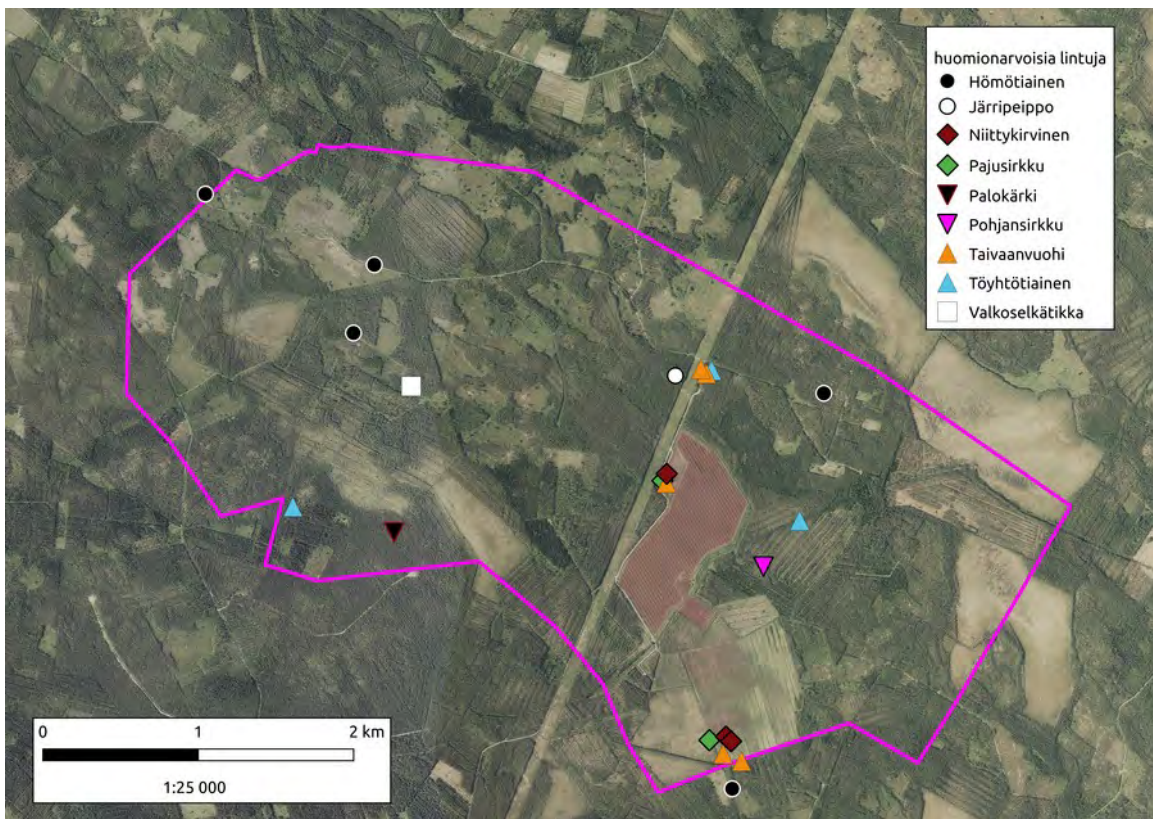 huomionarvoisia lintuja
Hömötiainen
Järripeippo
Niittykirvinen
Pajusirkku
Palokärki
Pohjansirkku
Taivaanvuohi
Töyhtötiainen
Valkoselkätikka
0 1 2 km
1:25 000